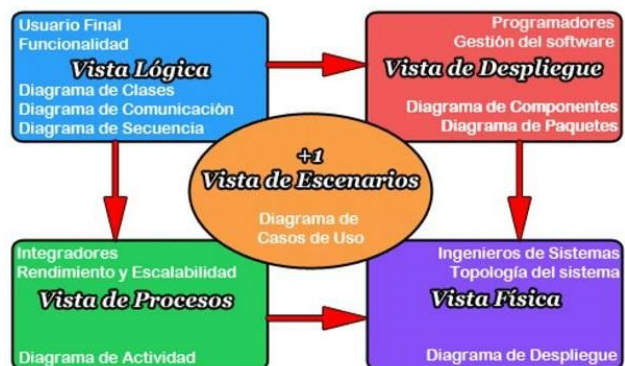 Usuario Final
Funcionalidad
Vista Lógica
Diagrama de Clases
Diagrama de Comunicación
Diagrama de Secuencia
Programadores
Gestión del software
Vista de Despliegue
Diagrama de Componentes
Diagrama de Paquetes
+1
Vista de Escenarios
Diagrama de
Casos de Uso
Integradores
Rendimiento y Escalabilidad
Vista de Procesos
Diagrama de Actividad
Ingenieros de Sistemas
Topología del sistema
Vista Física
Diagrama de Despliegue